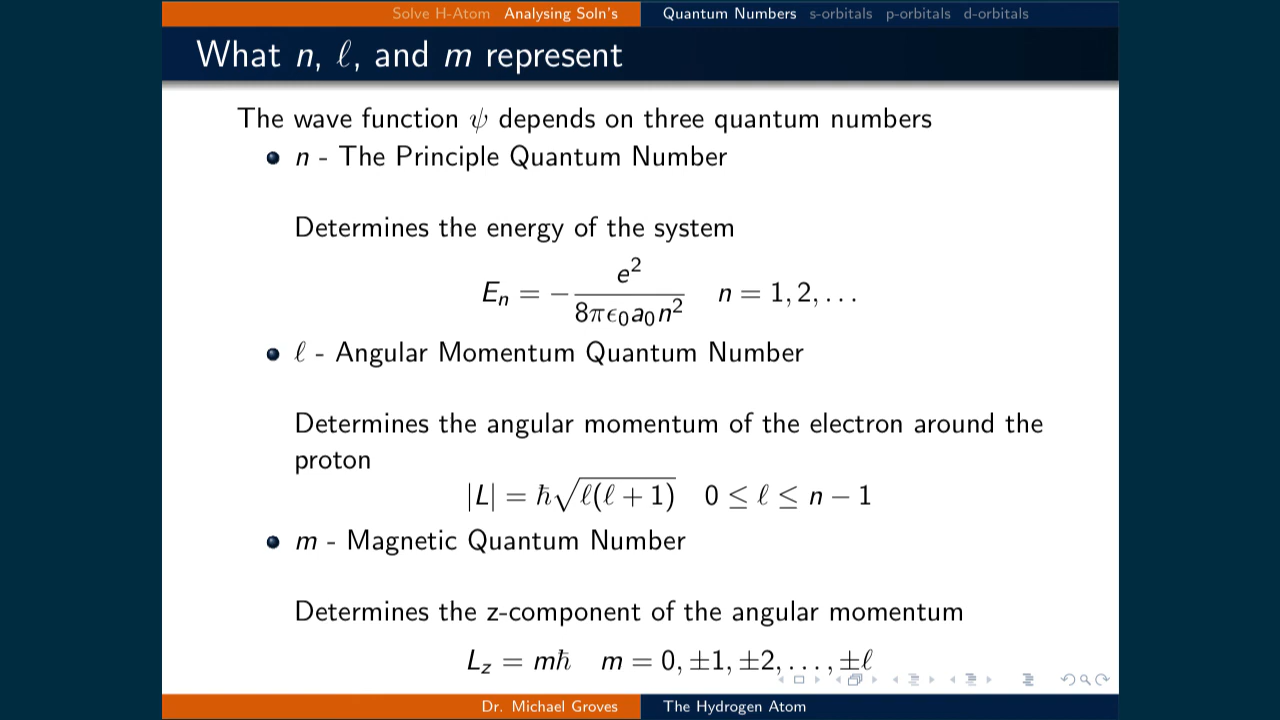 Solve H-Atom Analysing Soln's Quantum Numbers s-orbitals p-orbitals d-orbitals
What n, ℓ, and m represent
The wave function ψ depends on three quantum numbers
n - The Principle Quantum Number
Determines the energy of the system
E_n = − e² / 8πϵ₀a₀n² n = 1, 2, . . .
ℓ - Angular Momentum Quantum Number
Determines the angular momentum of the electron around the
proton
|L| = ℏ√ℓ(ℓ + 1) 0 ≤ ℓ ≤ n − 1
m - Magnetic Quantum Number
Determines the z-component of the angular momentum
L_z = mℏ m = 0, ±1, ±2, . . . , ±ℓ
Dr. Michael Groves The Hydrogen Atom